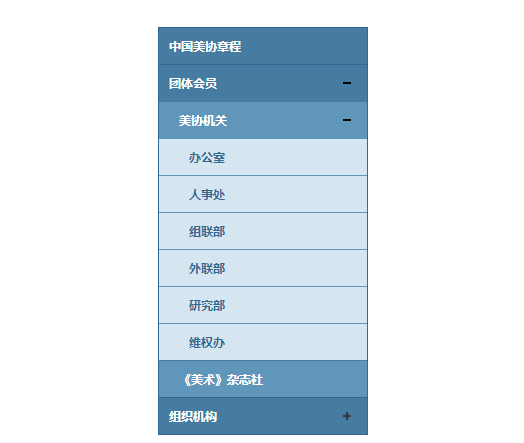 中国美协章程
团体会员
美协机关
办公室
人事处
组联部
外联部
研究部
维权办
《美术》杂志社
组织机构